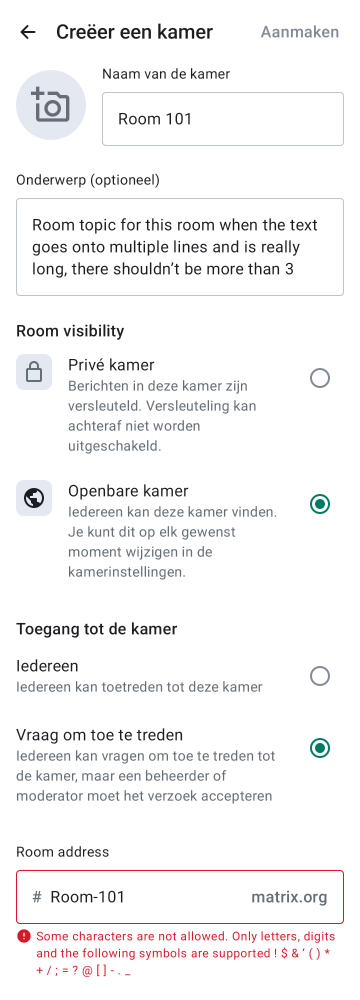 Creëer een kamer
Aanmaken
Naam van de kamer
Room 101
Onderwerp (optioneel)
Room topic for this room when the text
goes onto multiple lines and is really
long, there shouldn’t be more than 3
Room visibility
Privé kamer
Berichten in deze kamer zijn
versleuteld. Versleuteling kan
achteraf niet worden
uitgeschakeld.
Openbare kamer
Iedereen kan deze kamer vinden.
Je kunt dit op elk gewenst
moment wijzigen in de
kamerinstellingen.
Toegang tot de kamer
Iedereen
Iedereen kan toetreden tot deze kamer
Vraag om toe te treden
Iedereen kan vragen om toe te treden tot
de kamer, maar een beheerder of
moderator moet het verzoek accepteren
Room address
# Room-101 matrix.org
Some characters are not allowed. Only letters, digits
and the following symbols are supported ! $ & ‘ ( ) *
+ / ; = ? @ [ ] - . _